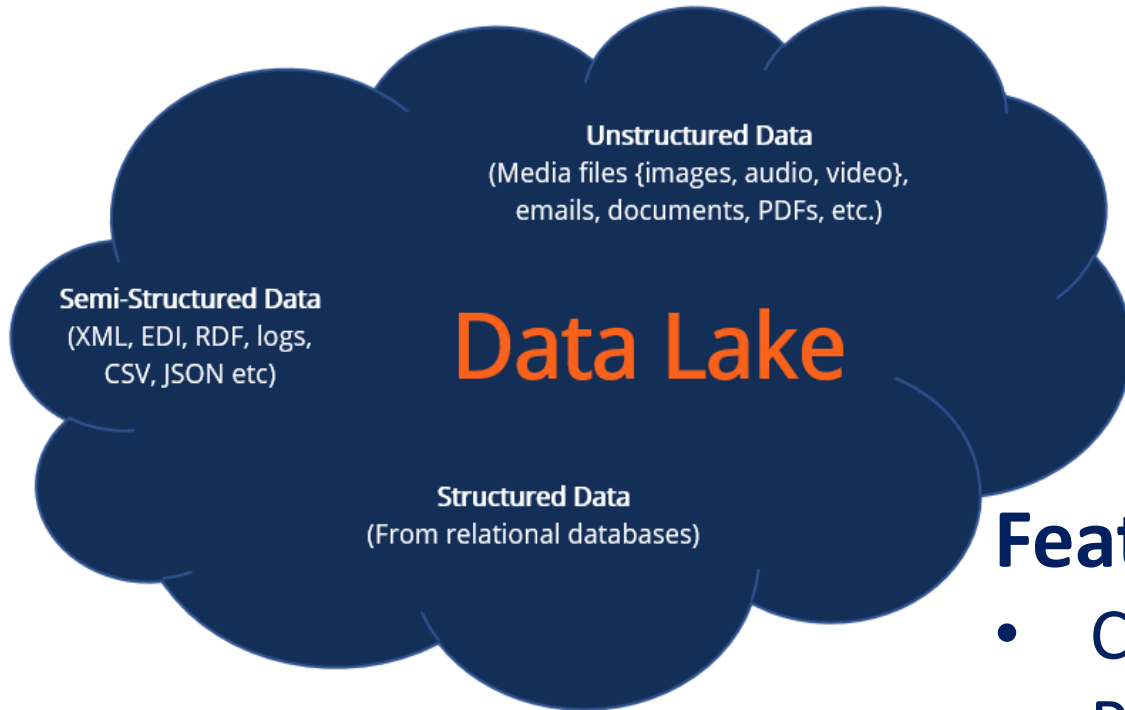 Unstructured Data
(Media files {images, audio, video},
emails, documents, PDFs, etc.)
Semi-Structured Data
(XML, EDI, RDF, logs,
CSV, JSON etc)
Data Lake
Structured Data
(From relational databases)